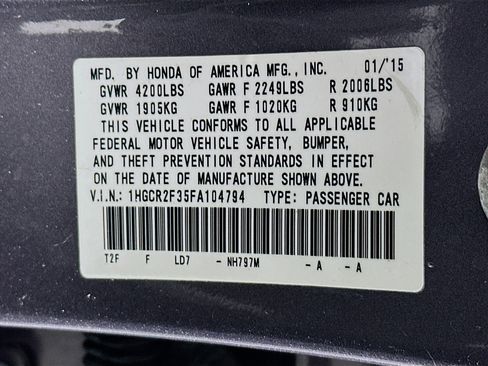 MFD. BY HONDA OF AMERICA MFG., INC. 01/'15
GVWR 4200LBS GAWR F 2249LBS R 2006LBS
GVWR 1905KG GAWR F 1020KG R 910KG
THIS VEHICLE CONFORMS TO ALL APPLICABLE
FEDERAL MOTOR VEHICLE SAFETY, BUMPER,
AND THEFT PREVENTION STANDARDS IN EFFECT
ON THE DATE OF MANUFACTURE SHOWN ABOVE.
V.I.N.: 1HGCR2F35FA104794 TYPE: PASSENGER CAR
T2F F LD7 - NH797M - A - A